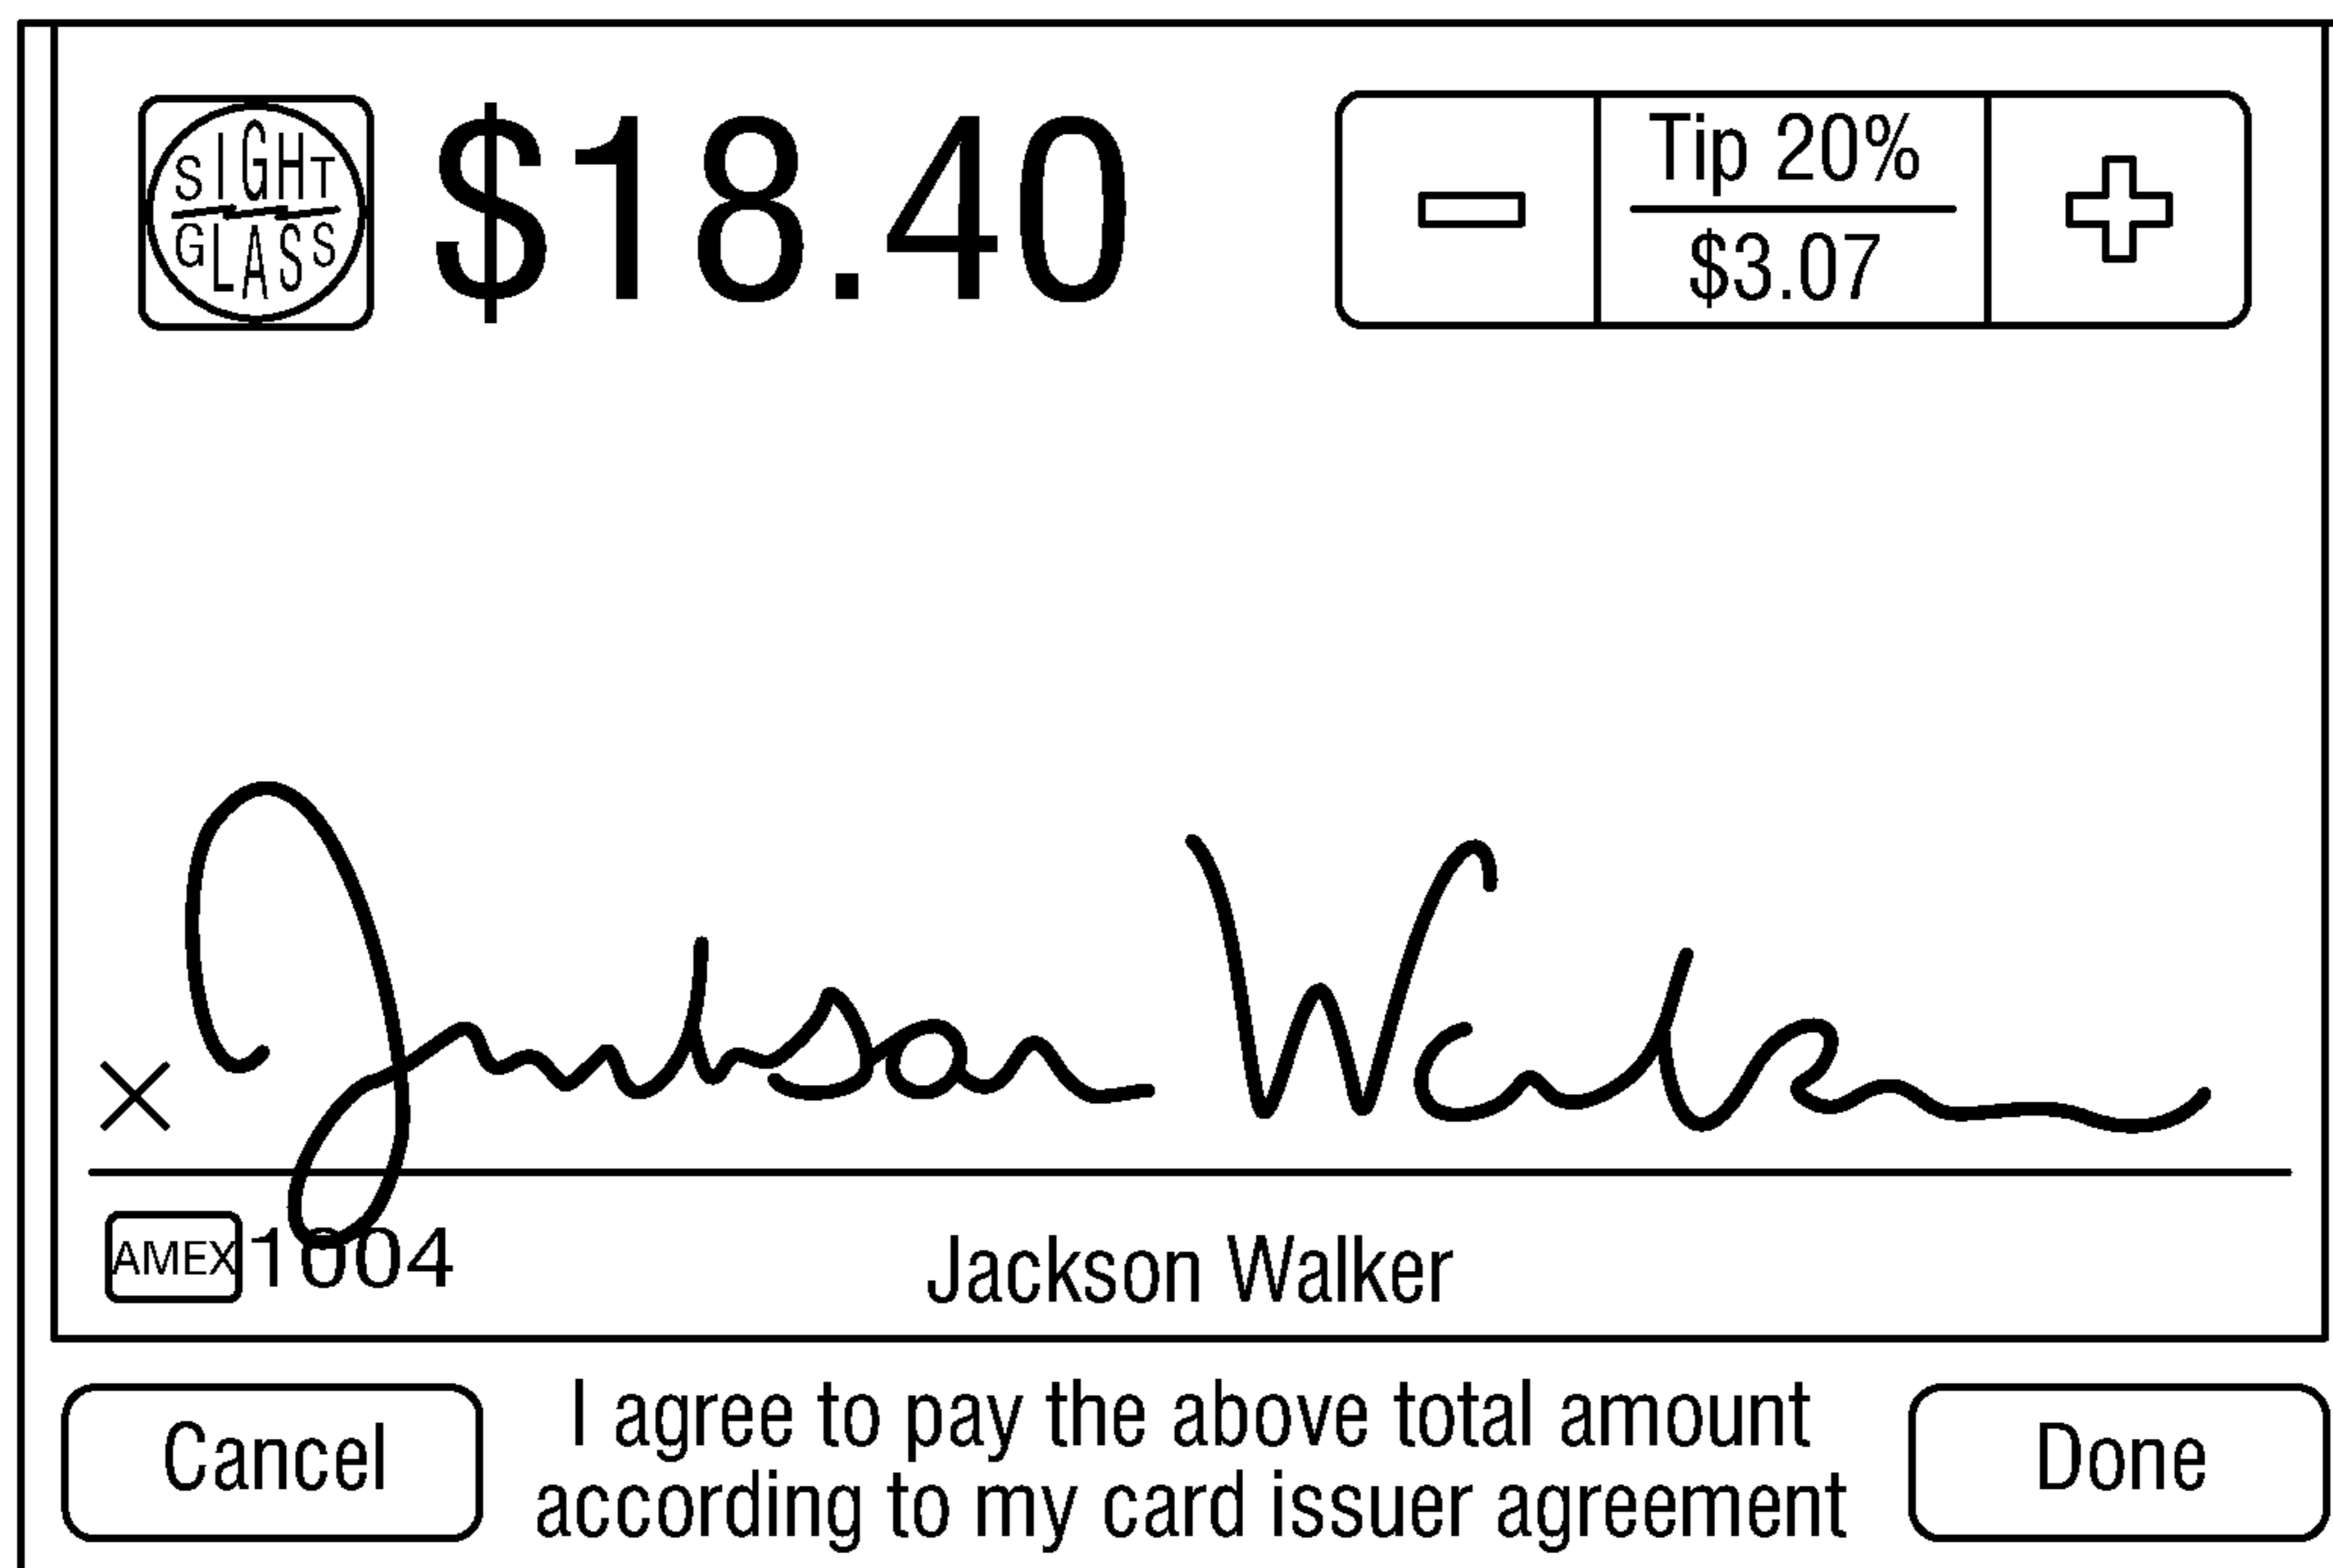 SIGHT
GLASS
$18.40
Tip 20%
$3.07
Jackson Walker
AMEX 1004
Jackson Walker
Cancel
I agree to pay the above total amount
according to my card issuer agreement
Done